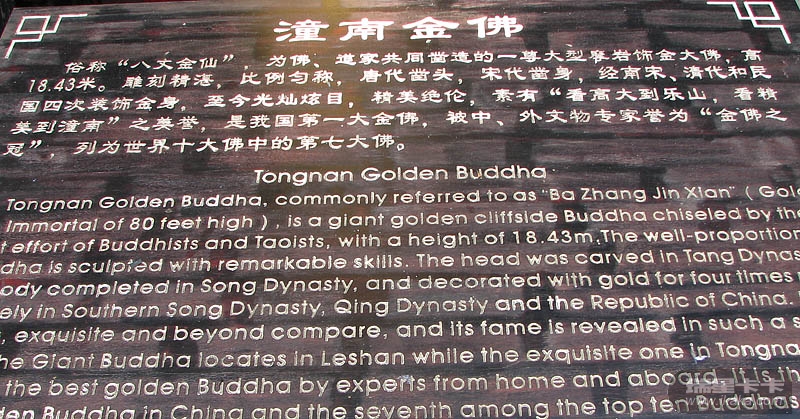 潼南金佛
俗称“八丈金仙”，为佛、道家共同凿造的一尊大型摩岩饰金大佛，高
18.43米。雕刻精湛，比例匀称，唐代凿头，宋代凿身，经南宋、清代和民
国四次装饰金身，至今光灿炫目，精美绝伦，素有“看高大到乐山，看精
美到潼南”之美誉，是我国第一大金佛，被中、外文物专家誉为“金佛之
冠”，列为世界十大佛中的第七大佛。
Tongnan Golden Buddha
Tongnan Golden Buddha, commonly referred to as "Ba Zhang Jin Xian" ( Gol
Immortal of 80 feet high ) , is a giant golden cliffside Buddha chiseled by the
t effort of Buddhists and Taoists, with a height of 18.43m.The well-proportion
dha is sculpted with remarkable skills. The head was carved in Tang Dynas
ody completed in Song Dynasty, and decorated with gold for four times
ely in Southern Song Dynasty, Qing Dynasty and the Republic of China.
, exquisite and beyond compare, and its fame is revealed in such a s
he Giant Buddha locates in Leshan while the exquisite one in Tongna
the best golden Buddha by experts from home and aboard. It is th
den Buddha in China and the seventh among the top ten Buddhas